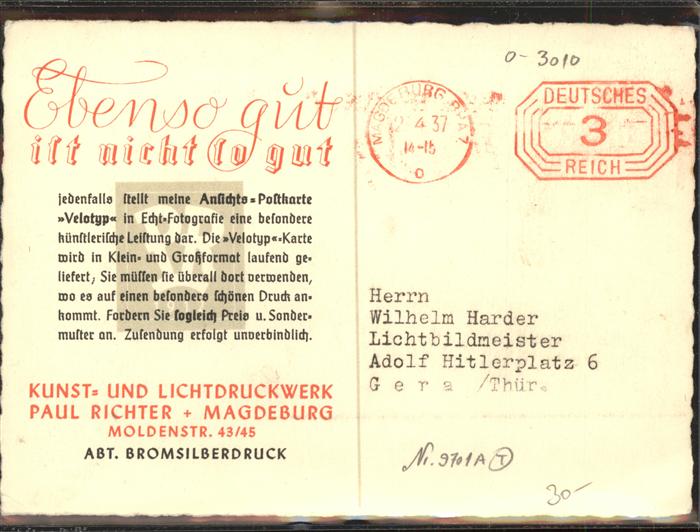 Ebenso gut
ist nicht so gut
jedenfalls stellt meine Ansichts=Postkarte
»Velotyp« in Echt=Fotografie eine besondere
künstlerische Leistung dar. Die »Velotyp«-Karte
wird in Klein- und Großformat laufend ge-
liefert; Sie müssen sie überall dort verwenden,
wo es auf einen besonders schönen Druck an-
kommt. Fordern Sie sogleich Preis u. Sonder-
muster an. Zusendung erfolgt unverbindlich.
KUNST= UND LICHTDRUCKWERK
PAUL RICHTER + MAGDEBURG
MOLDENSTR. 43/45
ABT. BROMSILBERDRUCK
0-3010
MAGDEBURG
2.4.37
14-15
o
DEUTSCHES
3
REICH
Herrn
Wilhelm Harder
Lichtbildmeister
Adolf Hitlerplatz 6
Gera /Thür.
Nr. 9701A T
30-